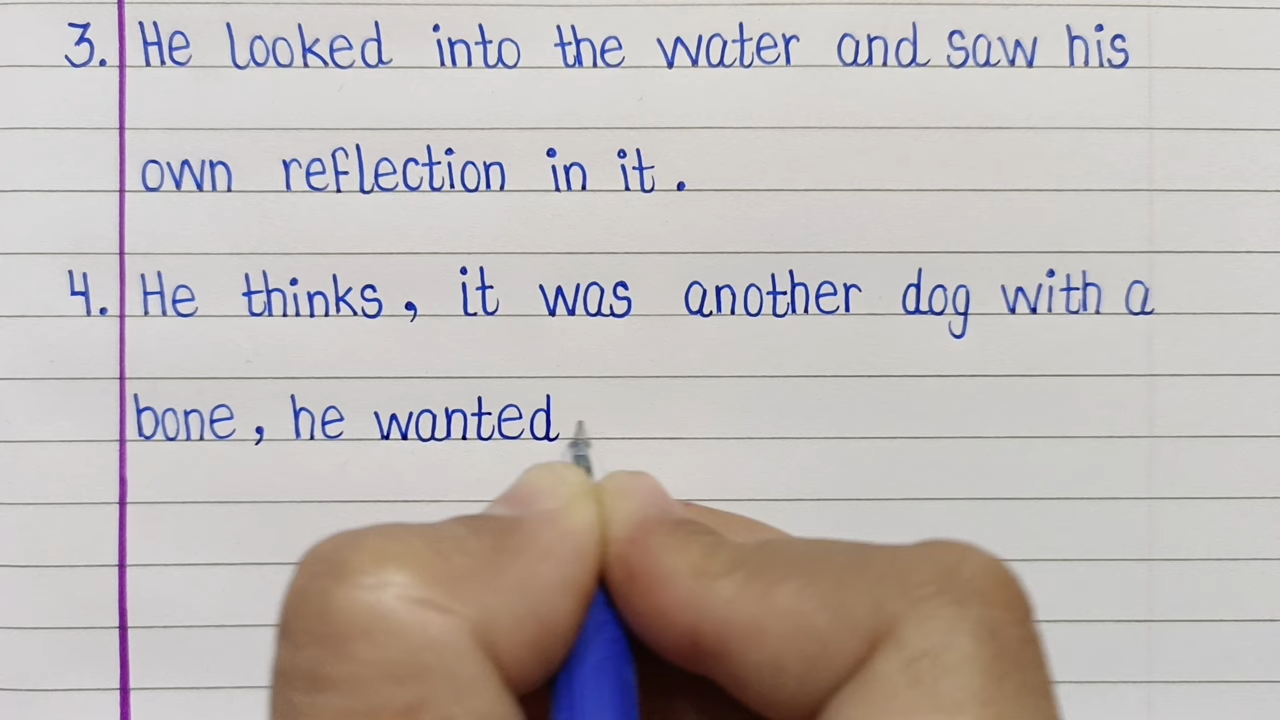 3. He looked into the water and saw his
own reflection in it.
4. He thinks, it was another dog with a
bone, he wanted